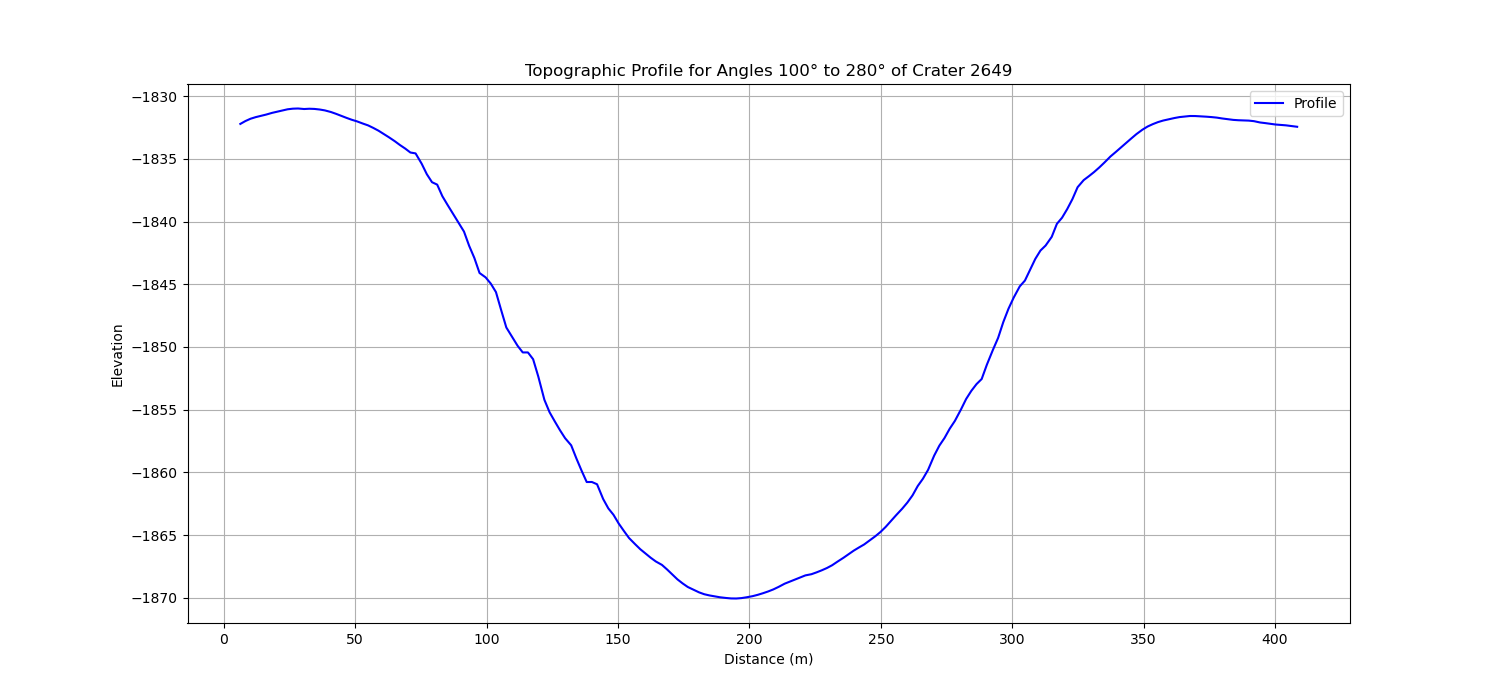 Topographic Profile for Angles 100° to 280° of Crater 2649
Profile
Elevation
−1830
−1835
−1840
−1845
−1850
−1855
−1860
−1865
−1870
0 50 100 150 200 250 300 350 400
Distance (m)